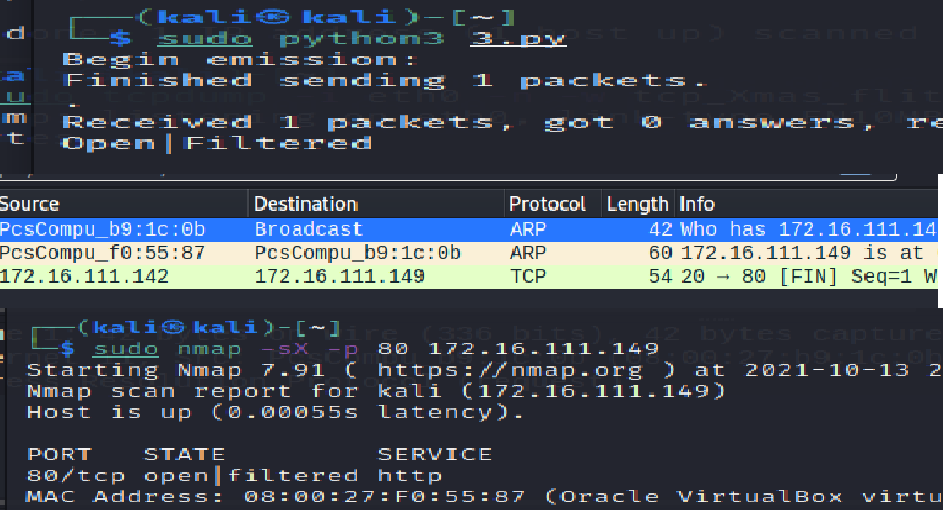 (kali㉿kali)-[~]
$ sudo python3 3.py
Begin emission:
Finished sending 1 packets.
.
Received 1 packets, got 0 answers, re
Open|Filtered
Source Destination Protocol Length Info
PcsCompu_b9:1c:0b Broadcast ARP 42 Who has 172.16.111.14
PcsCompu_f0:55:87 PcsCompu_b9:1c:0b ARP 60 172.16.111.149 is at
172.16.111.142 172.16.111.149 TCP 54 20 → 80 [FIN] Seq=1 W
(kali㉿kali)-[~]
$ sudo nmap -sX -p 80 172.16.111.149
Starting Nmap 7.91 ( https://nmap.org ) at 2021-10-13 2
Nmap scan report for kali (172.16.111.149)
Host is up (0.00055s latency).
PORT STATE SERVICE
80/tcp open|filtered http
MAC Address: 08:00:27:F0:55:87 (Oracle VirtualBox virtu